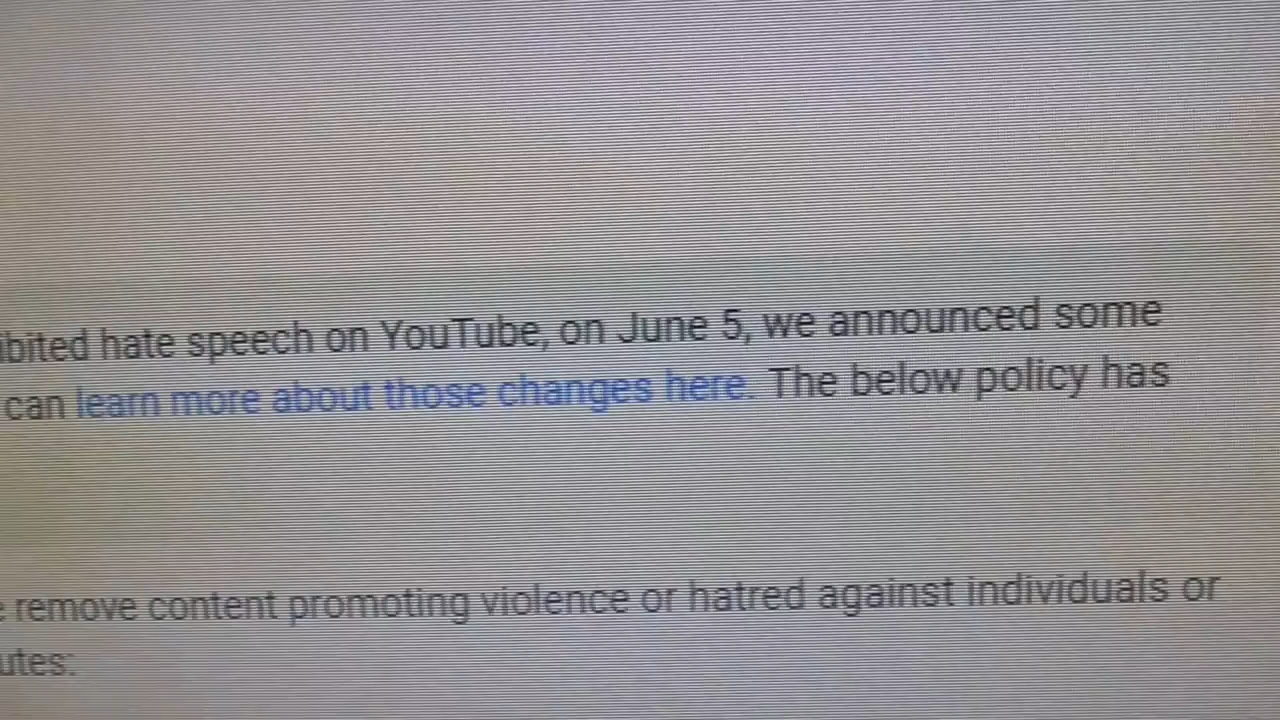 ibited hate speech on YouTube, on June 5, we announced some
can learn more about those changes here. The below policy has
remove content promoting violence or hatred against individuals or
utes: